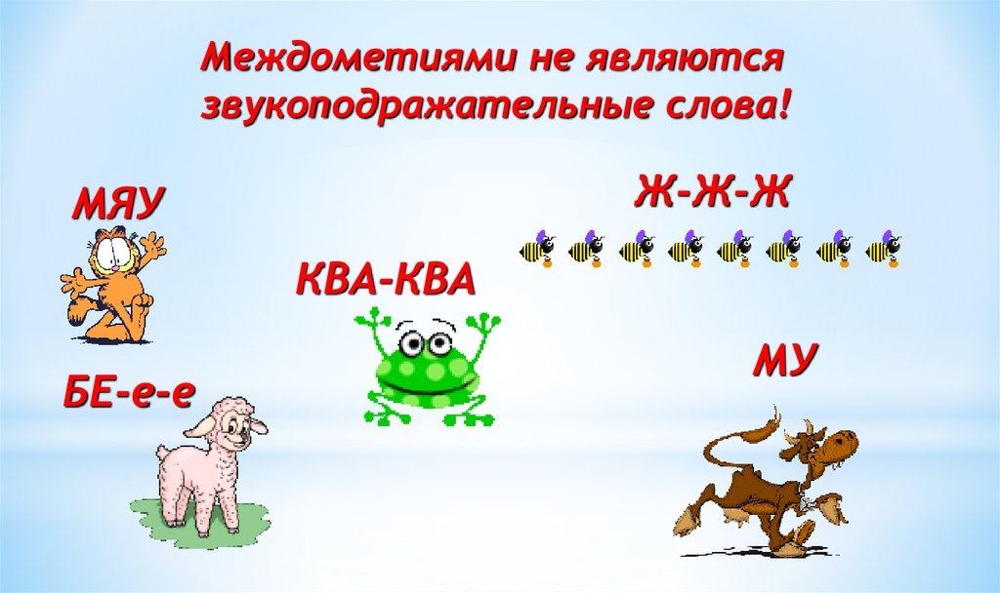 Междометиями не являются
звукоподражательные слова!
МЯУ
Ж-Ж-Ж
КВА-КВА
МУ
БЕ-е-е